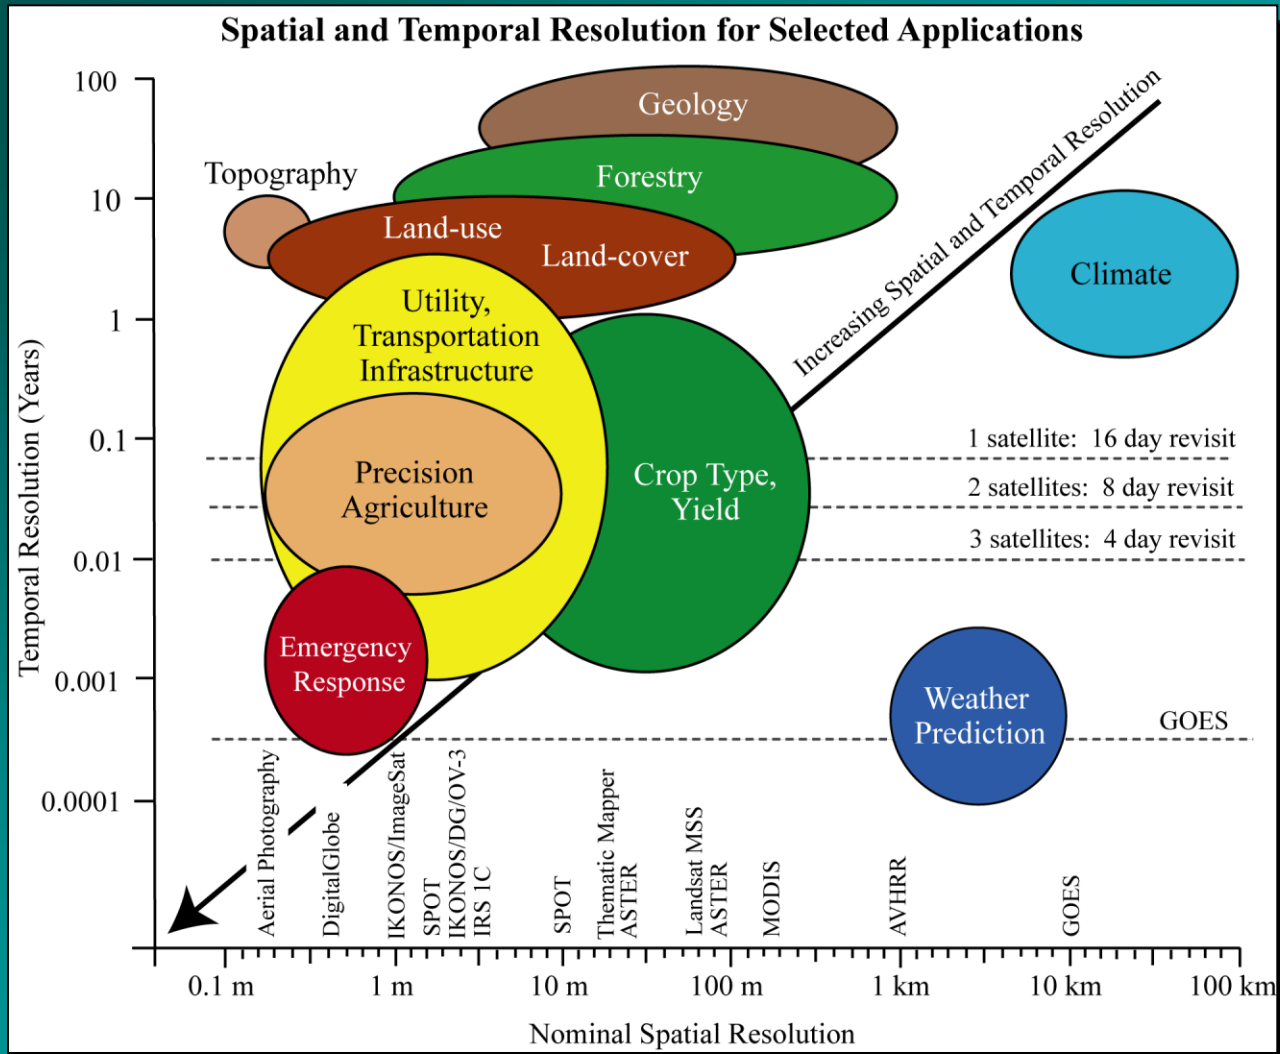 Spatial and Temporal Resolution for Selected Applications
100
10
1
0.1
0.01
0.001
0.0001
Temporal Resolution (Years)
Geology
Forestry
Topography
Land-use
Land-cover
Utility,
Transportation
Infrastructure
Precision
Agriculture
Crop Type,
Yield
Emergency
Response
Increasing Spatial and Temporal Resolution
Climate
1 satellite: 16 day revisit
2 satellites: 8 day revisit
3 satellites: 4 day revisit
Weather
Prediction
GOES
Aerial Photography
DigitalGlobe
IKONOS/ImageSat
SPOT
IKONOS/DG/OV-3
IRS 1C
SPOT
Thematic Mapper
ASTER
Landsat MSS
ASTER
MODIS
AVHRR
GOES
0.1 m
1 m
10 m
100 m
1 km
10 km
100 km
Nominal Spatial Resolution